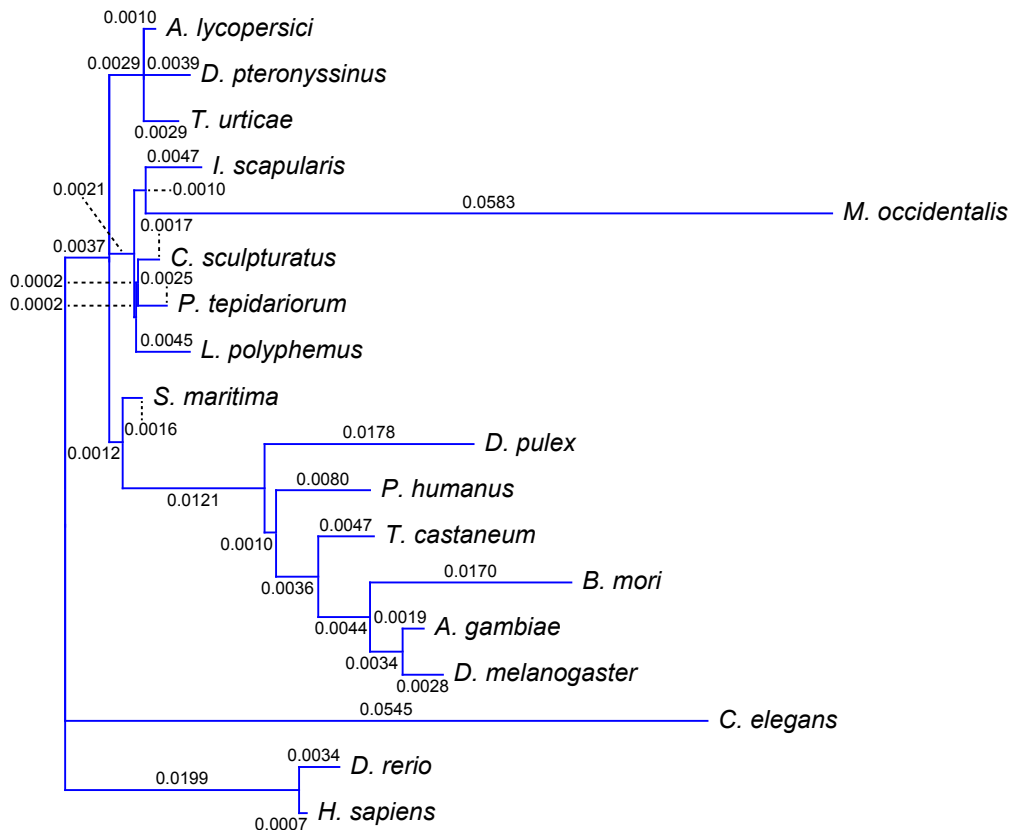 0.0010
A. lycopersici
0.0029 0.0039
D. pteronyssinus
T. urticae
0.0029
0.0047
I. scapularis
0.0021
0.0010
0.0583
M. occidentalis
0.0017
0.0037
C. sculpturatus
0.0002
0.0025
0.0002
P. tepidariorum
0.0045
L. polyphemus
S. maritima
0.0016
0.0012
0.0178
D. pulex
0.0121
0.0080
P. humanus
0.0010
0.0047
T. castaneum
0.0036
0.0170
B. mori
0.0044
0.0019
A. gambiae
0.0034
D. melanogaster
0.0028
0.0545
C. elegans
0.0034
D. rerio
0.0199
H. sapiens
0.0007